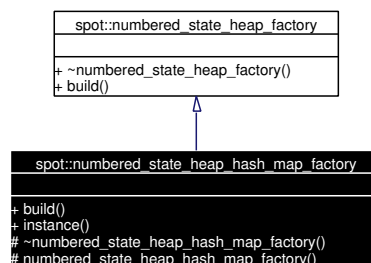 spot::numbered_state_heap_factory
+ ~numbered_state_heap_factory()
+ build()
spot::numbered_state_heap_hash_map_factory
+ build()
+ instance()
# ~numbered_state_heap_hash_map_factory()
# numbered_state_heap_hash_map_factory()